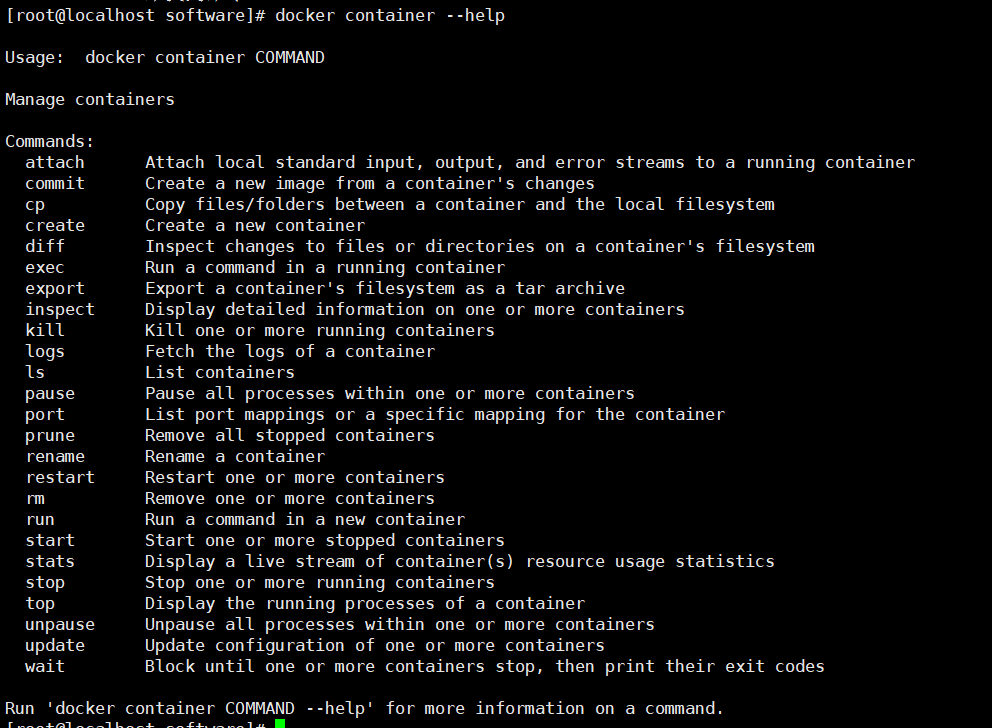 [root@localhost software]# docker container --help
Usage:  docker container COMMAND
Manage containers
Commands:
  attach      Attach local standard input, output, and error streams to a running container
  commit      Create a new image from a container's changes
  cp          Copy files/folders between a container and the local filesystem
  create      Create a new container
  diff        Inspect changes to files or directories on a container's filesystem
  exec        Run a command in a running container
  export      Export a container's filesystem as a tar archive
  inspect     Display detailed information on one or more containers
  kill        Kill one or more running containers
  logs        Fetch the logs of a container
  ls          List containers
  pause       Pause all processes within one or more containers
  port        List port mappings or a specific mapping for the container
  prune       Remove all stopped containers
  rename      Rename a container
  restart     Restart one or more containers
  rm          Remove one or more containers
  run         Run a command in a new container
  start       Start one or more stopped containers
  stats       Display a live stream of container(s) resource usage statistics
  stop        Stop one or more running containers
  top         Display the running processes of a container
  unpause     Unpause all processes within one or more containers
  update      Update configuration of one or more containers
  wait        Block until one or more containers stop, then print their exit codes
Run 'docker container COMMAND --help' for more information on a command.
[root@localhost software]#